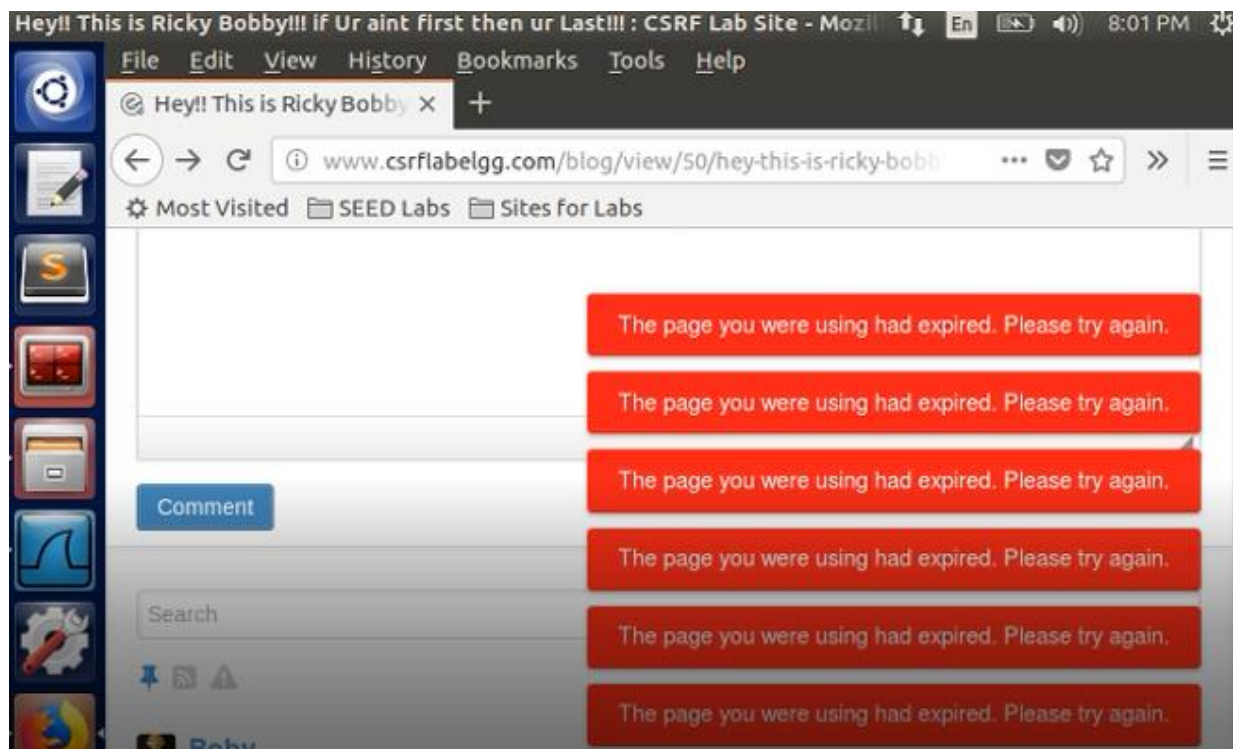 Hey!! This is Ricky Bobby!!! if Ur aint first then ur Last!!! : CSRF Lab Site - Mozil
En
8:01 PM
File Edit View History Bookmarks Tools Help
Hey!! This is Ricky Bobby
www.csrflabelgg.com/blog/view/50/hey-this-is-ricky-bobb
Most Visited SEED Labs Sites for Labs
The page you were using had expired. Please try again.
The page you were using had expired. Please try again.
The page you were using had expired. Please try again.
Comment
The page you were using had expired. Please try again.
Search
The page you were using had expired. Please try again.
The page you were using had expired. Please try again.
Boby